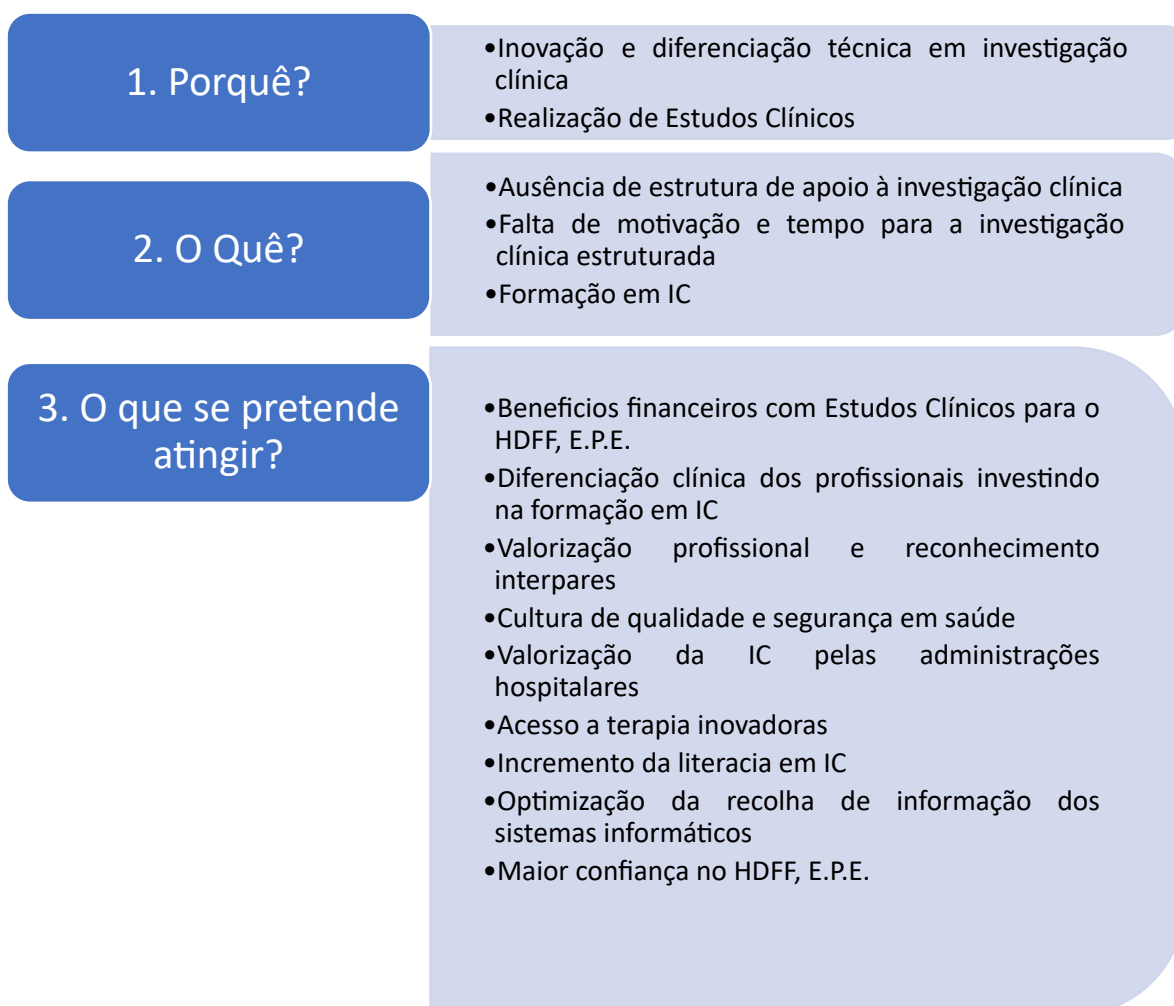 1. Porquê?
•Inovação e diferenciação técnica em investigação
clínica
•Realização de Estudos Clínicos
2. O Quê?
•Ausência de estrutura de apoio à investigação clínica
•Falta de motivação e tempo para a investigação
clínica estruturada
•Formação em IC
3. O que se pretende
atingir?
•Beneficios financeiros com Estudos Clínicos para o
HDFF, E.P.E.
•Diferenciação clínica dos profissionais investindo
na formação em IC
•Valorização profissional e reconhecimento
interpares
•Cultura de qualidade e segurança em saúde
•Valorização da IC pelas administrações
hospitalares
•Acesso a terapia inovadoras
•Incremento da literacia em IC
•Optimização da recolha de informação dos
sistemas informáticos
•Maior confiança no HDFF, E.P.E.